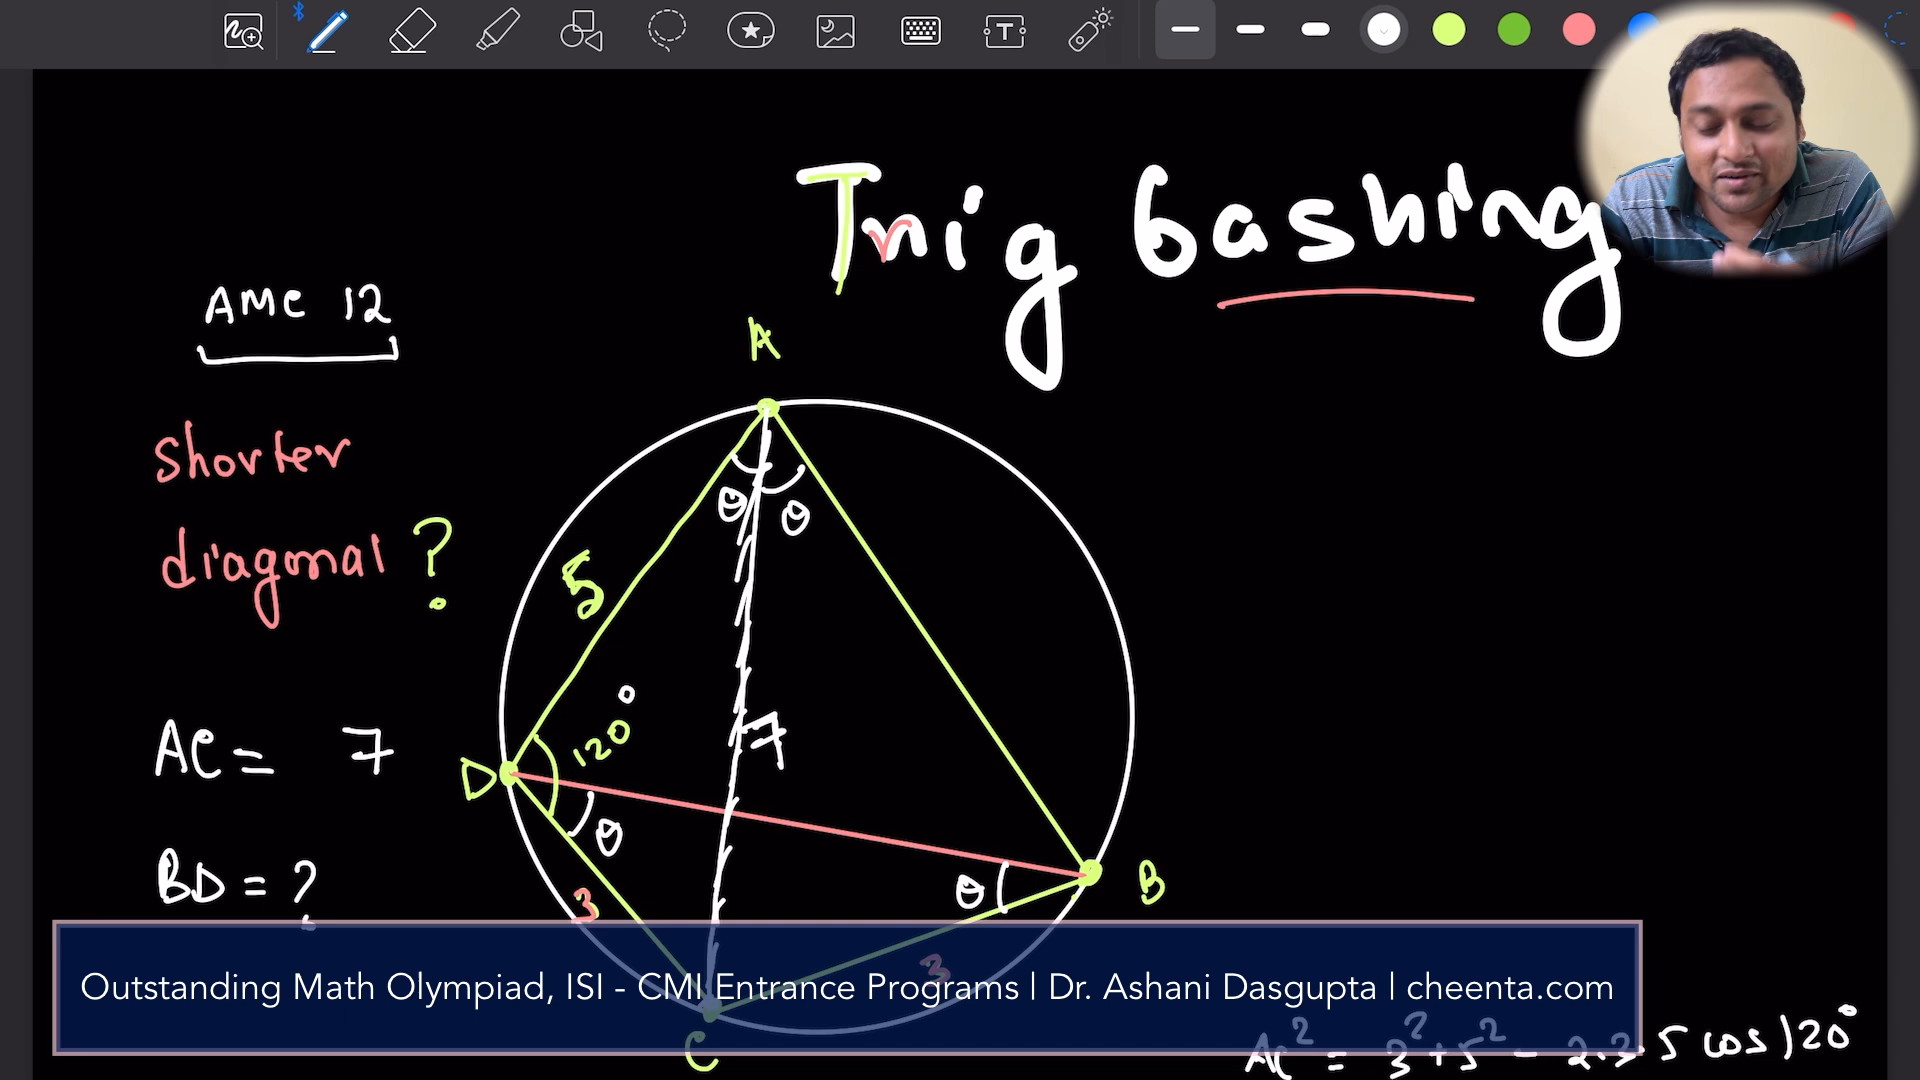 Trig bashing
AMC 12
A
shorter
diagonal ?
θ θ
5
120°
AC = 7
7
D
θ
BD = ?
θ
B
3
3
Outstanding Math Olympiad, ISI - CMI Entrance Programs | Dr. Ashani Dasgupta | cheenta.com
C
AC² = 3² + 5² - 2.3.5 cos 120°